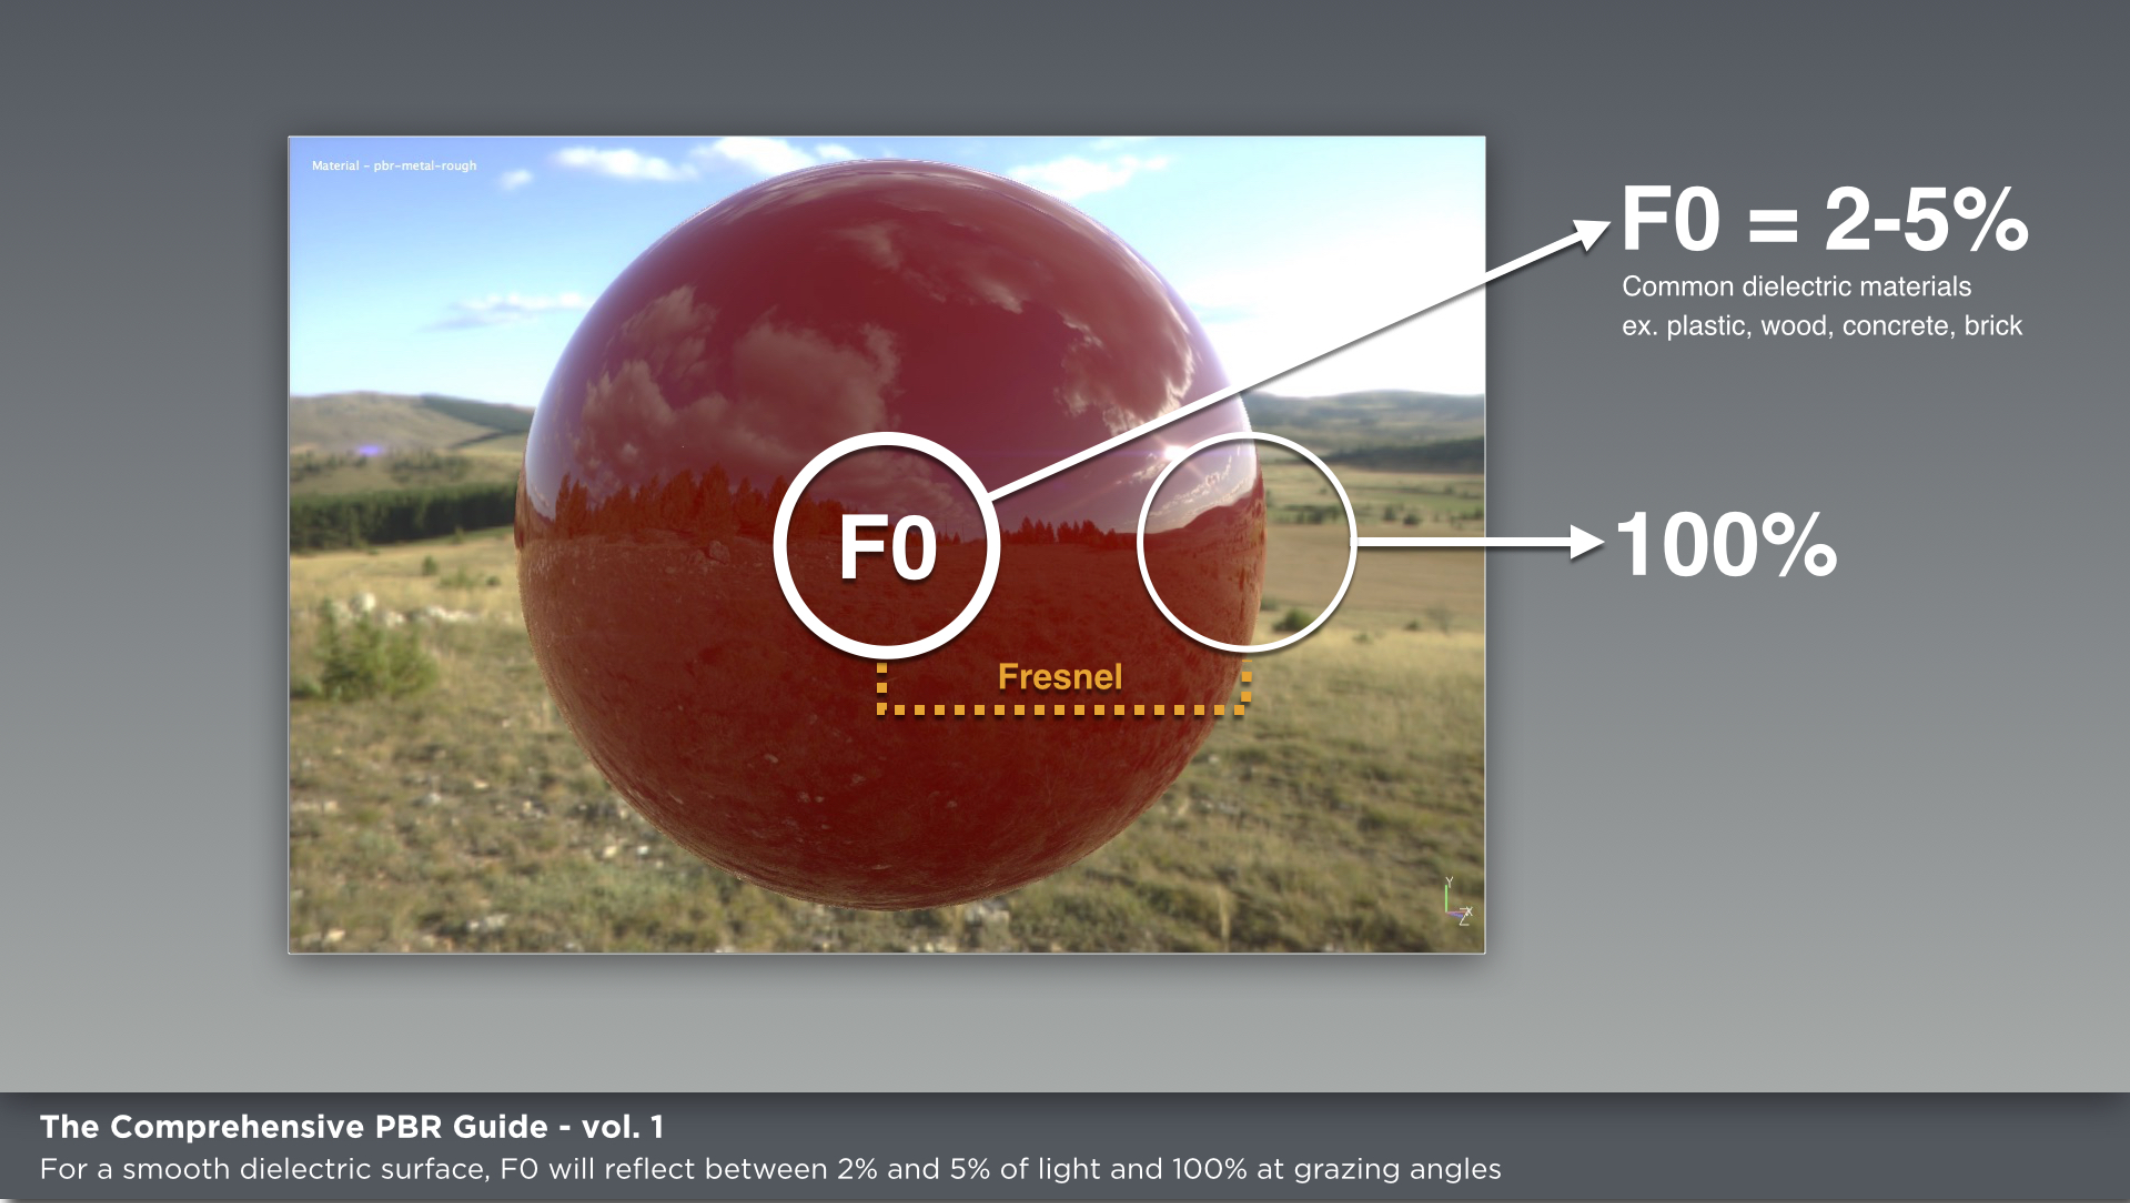 Material - pbr-metal-rough
F0 = 2-5%
Common dielectric materials
ex. plastic, wood, concrete, brick
F0
100%
Fresnel
Y
X
Z
The Comprehensive PBR Guide - vol. 1
For a smooth dielectric surface, F0 will reflect between 2% and 5% of light and 100% at grazing angles